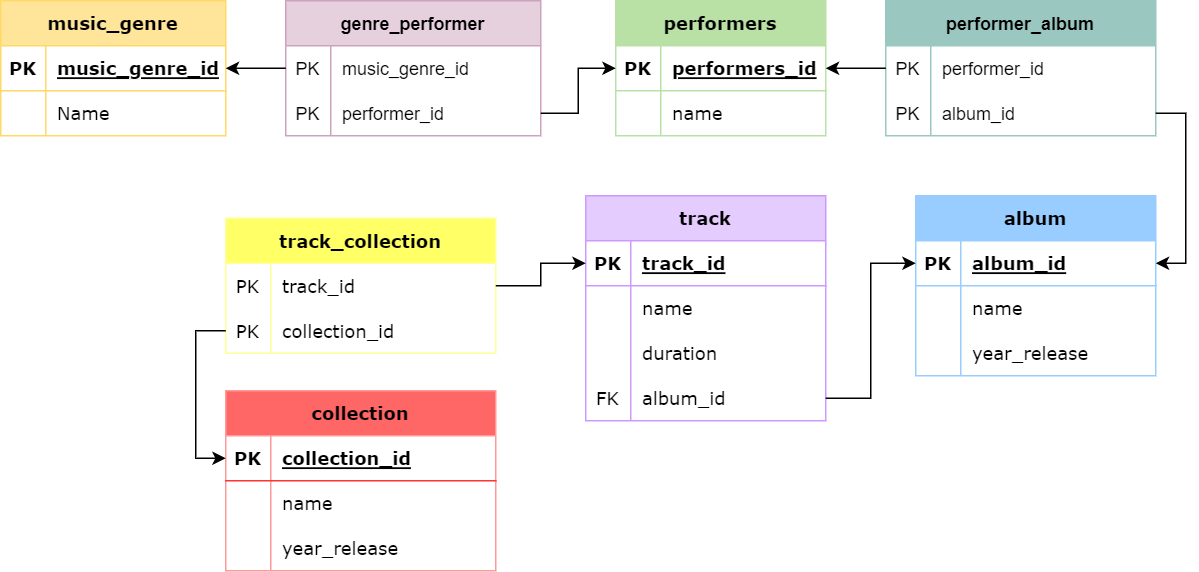 music_genre
PK music_genre_id
Name
genre_performer
PK music_genre_id
PK performer_id
performers
PK performers_id
name
performer_album
PK performer_id
PK album_id
track_collection
PK track_id
PK collection_id
track
PK track_id
name
duration
FK album_id
album
PK album_id
name
year_release
collection
PK collection_id
name
year_release